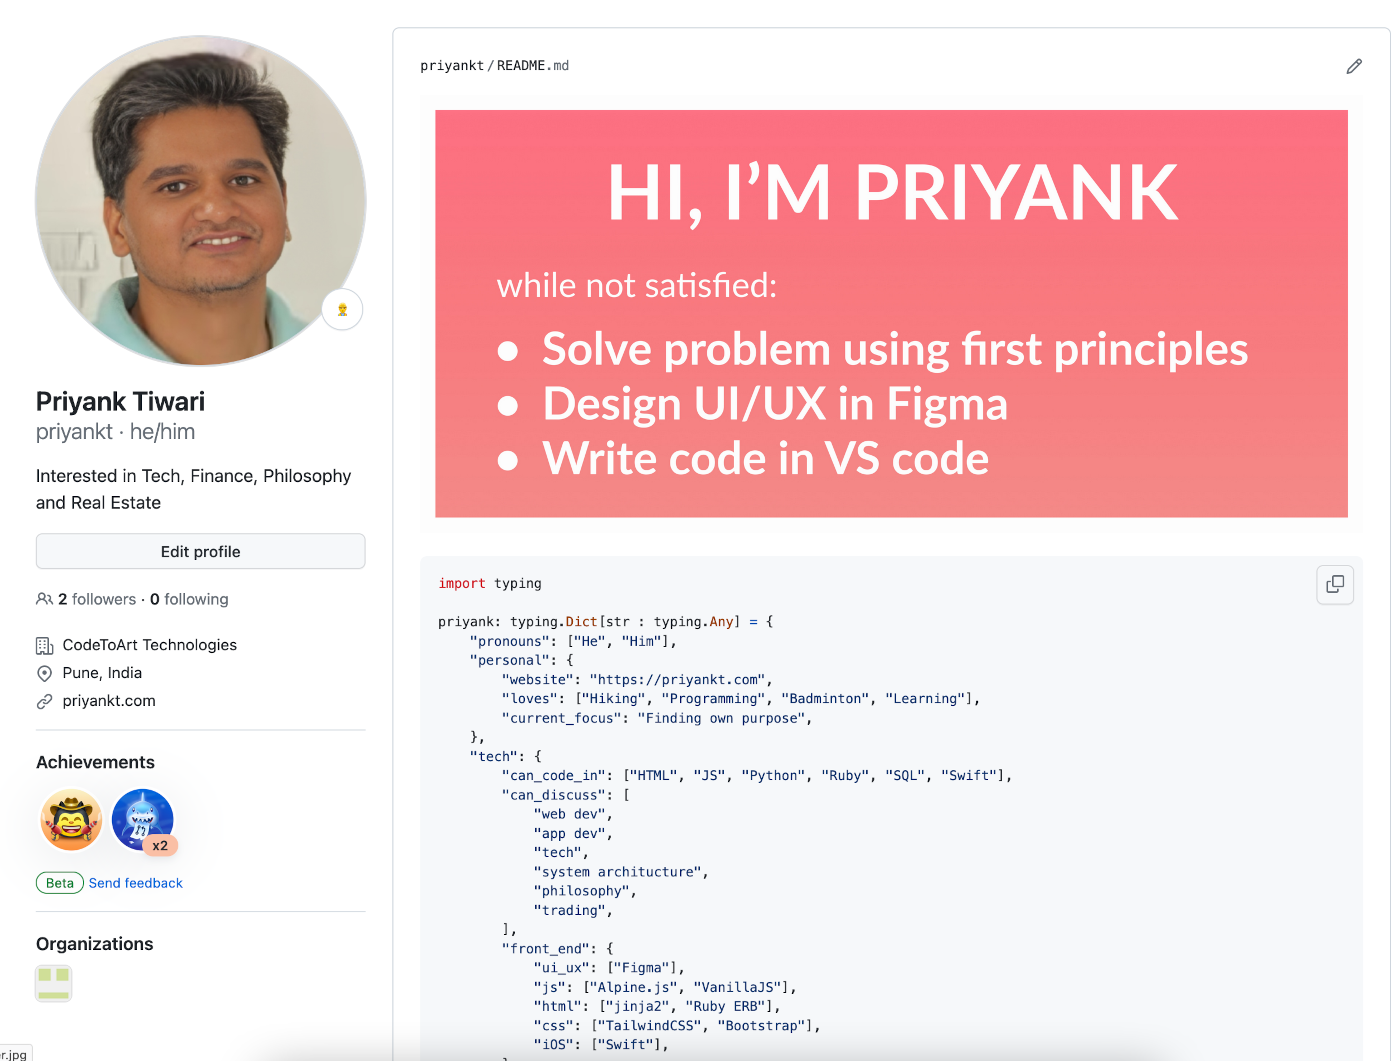 priyankt/README.md
HI, I’M PRIYANK
while not satisfied:
● Solve problem using first principles
● Design UI/UX in Figma
● Write code in VS code
Priyank Tiwari
priyankt · he/him
Interested in Tech, Finance, Philosophy
and Real Estate
Edit profile
2 followers · 0 following
CodeToArt Technologies
Pune, India
priyankt.com
Achievements
x2
Beta Send feedback
Organizations
import typing
priyank: typing.Dict[str : typing.Any] = {
    "pronouns": ["He", "Him"],
    "personal": {
        "website": "https://priyankt.com",
        "loves": ["Hiking", "Programming", "Badminton", "Learning"],
        "current_focus": "Finding own purpose",
    },
    "tech": {
        "can_code_in": ["HTML", "JS", "Python", "Ruby", "SQL", "Swift"],
        "can_discuss": [
            "web dev",
            "app dev",
            "tech",
            "system architucture",
            "philosophy",
            "trading",
        ],
        "front_end": {
            "ui_ux": ["Figma"],
            "js": ["Alpine.js", "VanillaJS"],
            "html": ["jinja2", "Ruby ERB"],
            "css": ["TailwindCSS", "Bootstrap"],
            "iOS": ["Swift"],
r.jpg